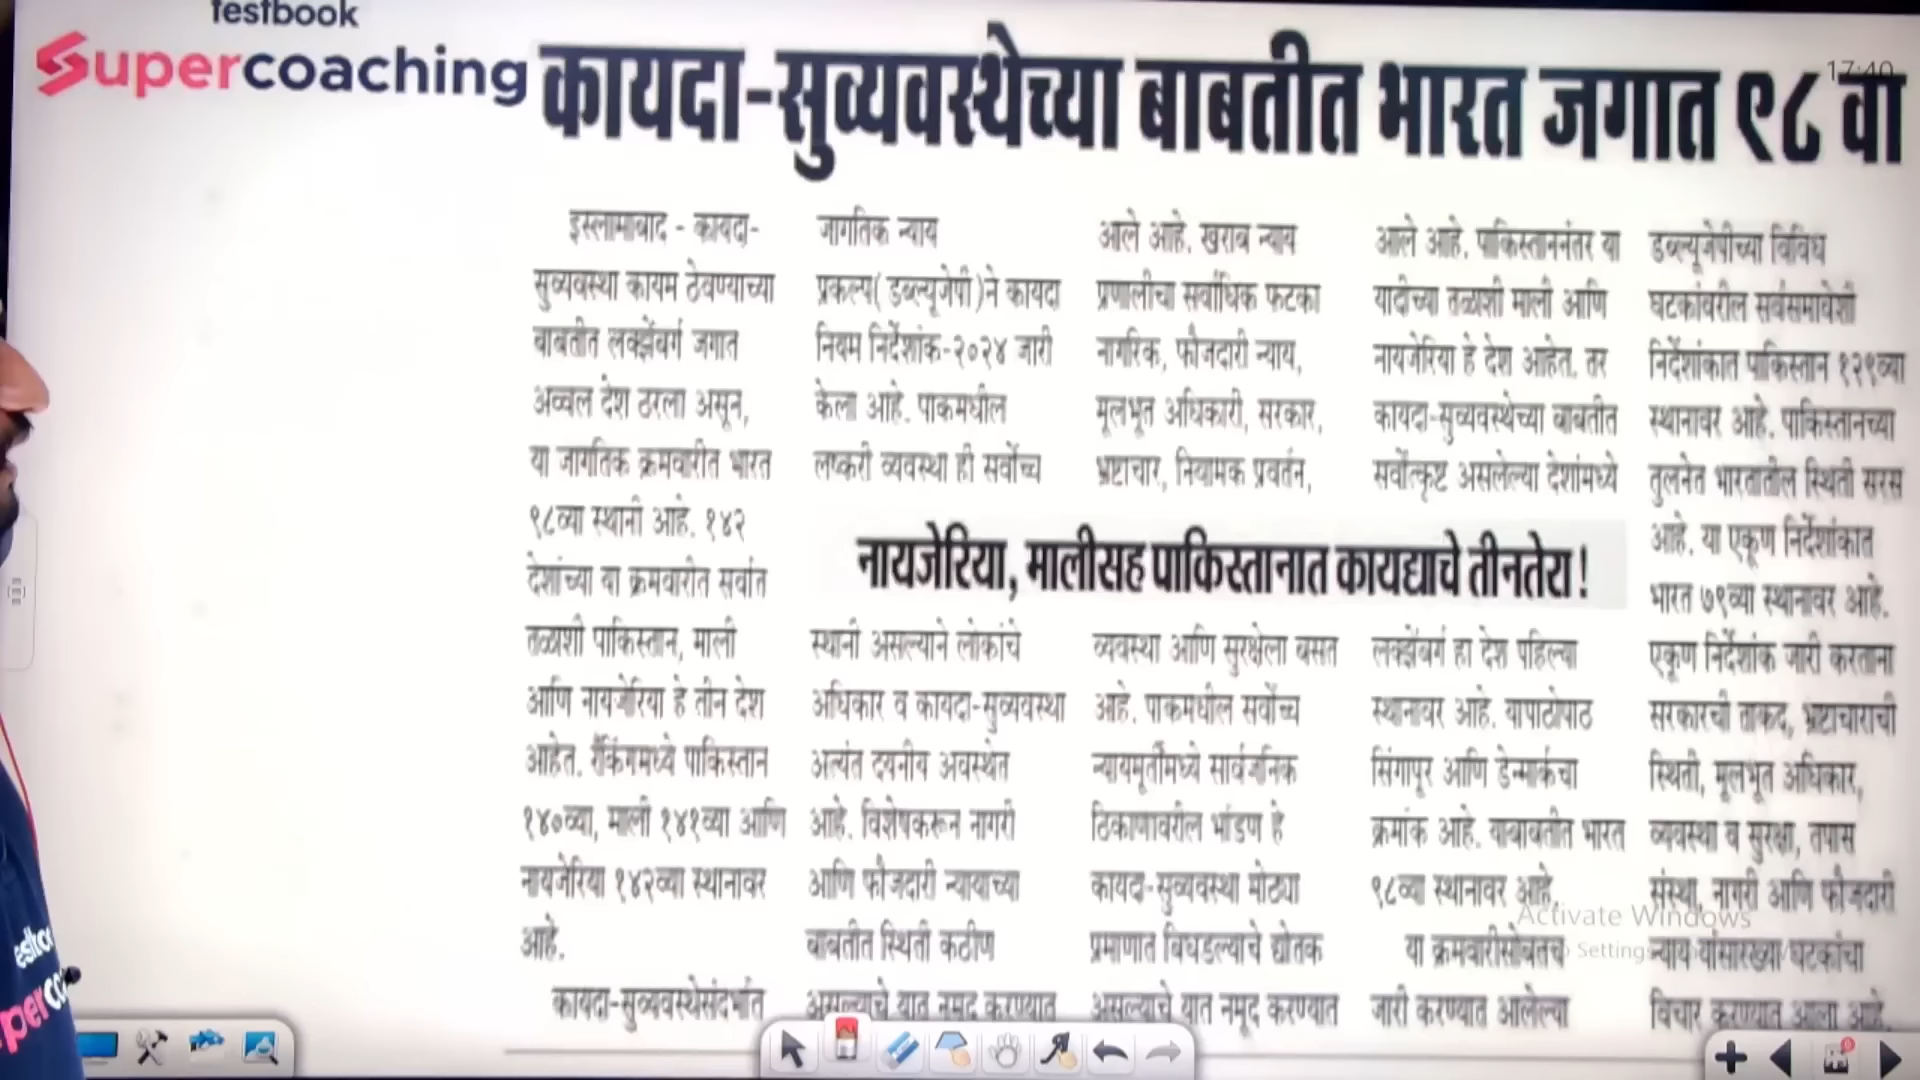 testbook
Supercoaching
कायदा-सुव्यवस्थेच्या बाबतीत भारत जगात ९८ वा
17:40
इस्लामाबाद - कायदा-
सुव्यवस्था कायम ठेवण्याच्या
बाबतीत लक्झेंबर्ग जगात
अव्वल देश ठरला असून,
या जागतिक क्रमवारीत भारत
९८व्या स्थानी आहे. १४२
देशांच्या या क्रमवारीत सर्वात
तळाशी पाकिस्तान, माली
आणि नायजेरिया हे तीन देश
आहेत. रँकिंगमध्ये पाकिस्तान
१४०व्या, माली १४१व्या आणि
नायजेरिया १४२व्या स्थानावर
आहे.
कायदा-सुव्यवस्थेसंदर्भात
जागतिक न्याय
प्रकल्प( डब्ल्यूजेपी)ने कायदा
नियम निर्देशांक-२०२४ जारी
केला आहे. पाकमधील
लष्करी व्यवस्था ही सर्वोच्च
नायजेरिया, मालीसह पाकिस्तानात कायद्याचे तीनतेरा!
स्थानी असल्याने लोकांचे
अधिकार व कायदा-सुव्यवस्था
अत्यंत दयनीय अवस्थेत
आहे. विशेषकरून नागरी
आणि फौजदारी न्यायाच्या
बाबतीत स्थिती कठीण
असल्याचे यात नमूद करण्यात
आले आहे. खराब न्याय
प्रणालीचा सर्वाधिक फटका
नागरिक, फौजदारी न्याय,
मूलभूत अधिकारी, सरकार,
भ्रष्टाचार, नियामक प्रवर्तन,
व्यवस्था आणि सुरक्षेला बसत
आहे. पाकमधील सर्वोच्च
न्यायमूर्तींमध्ये सार्वजनिक
ठिकाणावरील भांडण हे
कायदा-सुव्यवस्था मोठ्या
प्रमाणात बिघडल्याचे द्योतक
असल्याचे यात नमूद करण्यात
आले आहे. पाकिस्ताननंतर या
यादीच्या तळाशी माली आणि
नायजेरिया हे देश आहेत. तर
कायदा-सुव्यवस्थेच्या बाबतीत
सर्वोत्कृष्ट असलेल्या देशांमध्ये
लक्झेंबर्ग हा देश पहिल्या
स्थानावर आहे. यापाठोपाठ
सिंगापूर आणि डेन्मार्कचा
क्रमांक आहे. याबाबतीत भारत
९८व्या स्थानावर आहे.
या क्रमवारीसोबतच
जारी करण्यात आलेल्या
डब्ल्यूजेपीच्या विविध
घटकांवरील सर्वसमावेशी
निर्देशांकात पाकिस्तान १२९व्या
स्थानावर आहे. पाकिस्तानच्या
तुलनेत भारतातील स्थिती सरस
आहे. या एकूण निर्देशांकात
भारत ७९व्या स्थानावर आहे.
एकूण निर्देशांक जारी करताना
सरकारची ताकद, भ्रष्टाचाराची
स्थिती, मूलभूत अधिकार,
व्यवस्था व सुरक्षा, तपास
संस्था, नागरी आणि फौजदारी
न्याय यांसारख्या घटकांचा
विचार करण्यात आला आहे.
Activate Windows
Settings